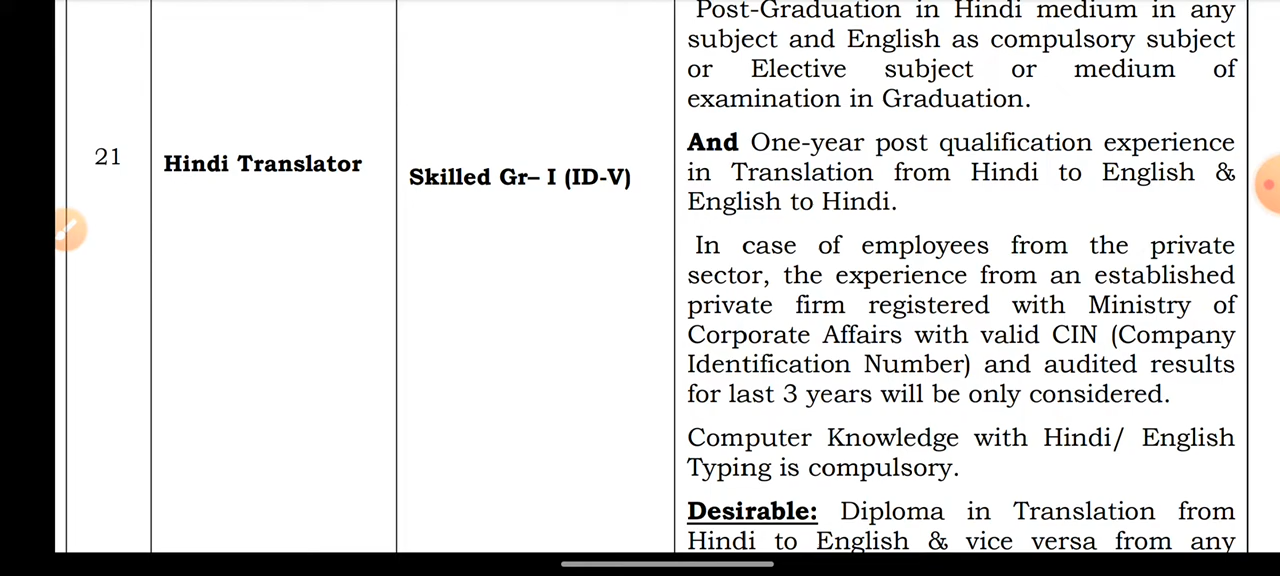 Post-Graduation in Hindi medium in any
subject and English as compulsory subject
or Elective subject or medium of
examination in Graduation.
21
Hindi Translator
Skilled Gr– I (ID-V)
And One-year post qualification experience
in Translation from Hindi to English &
English to Hindi.
In case of employees from the private
sector, the experience from an established
private firm registered with Ministry of
Corporate Affairs with valid CIN (Company
Identification Number) and audited results
for last 3 years will be only considered.
Computer Knowledge with Hindi/ English
Typing is compulsory.
Desirable: Diploma in Translation from
Hindi to English & vice versa from any